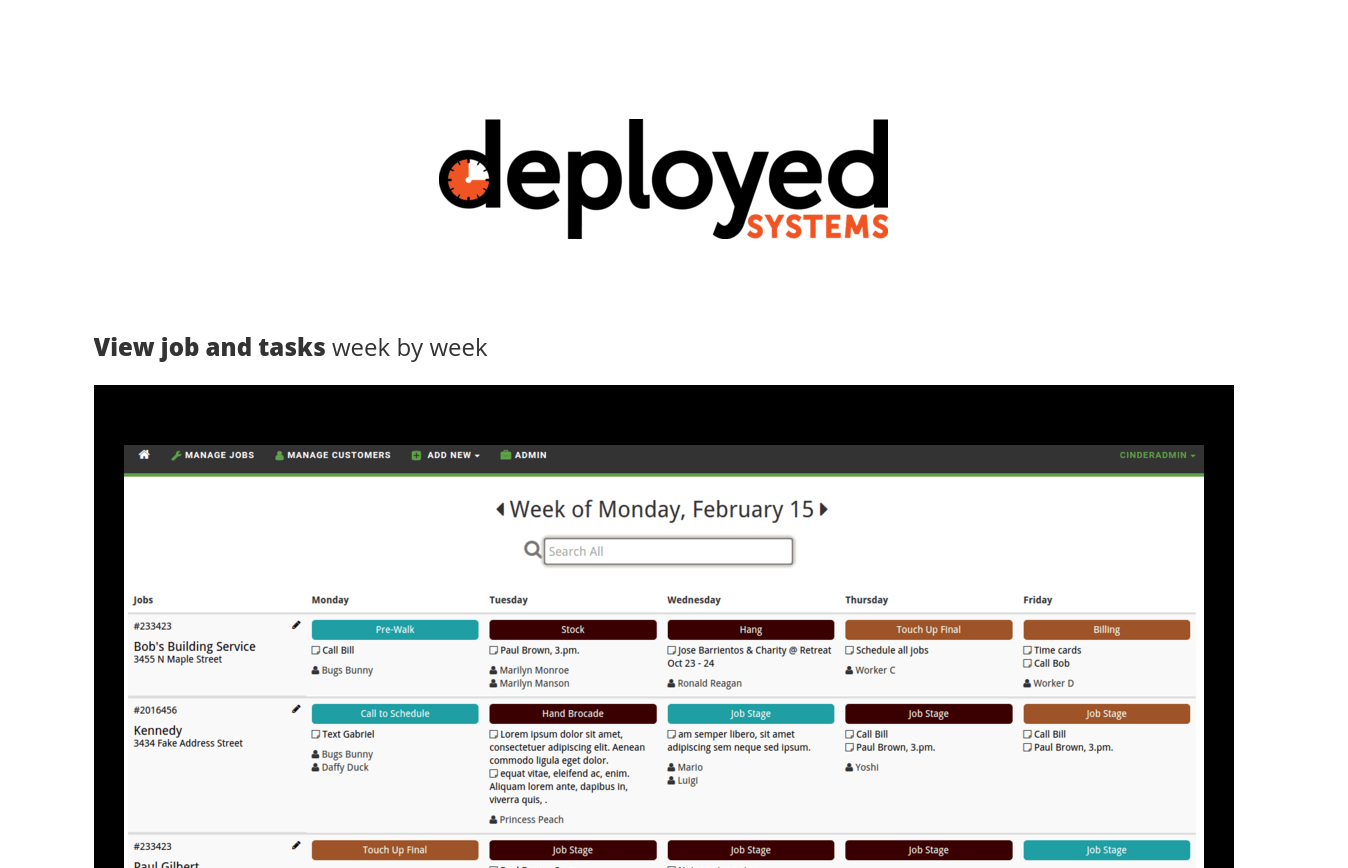 deployed
SYSTEMS
View job and tasks week by week
MANAGE JOBS MANAGE CUSTOMERS ADD NEW ADMIN CINDERADMIN
Week of Monday, February 15
Search All
Jobs Monday Tuesday Wednesday Thursday Friday
#233423
Bob's Building Service
3455 N Maple Street
Pre-Walk
Call Bill
Bugs Bunny
Stock
Paul Brown, 3.pm.
Marilyn Monroe
Marilyn Manson
Hang
Jose Barrientos & Charity @ Retreat
Oct 23 - 24
Ronald Reagan
Touch Up Final
Schedule all jobs
Worker C
Billing
Time cards
Call Bob
Worker D
#2016456
Kennedy
3434 Fake Address Street
Call to Schedule
Text Gabriel
Bugs Bunny
Daffy Duck
Hand Brocade
Lorem ipsum dolor sit amet,
consectetuer adipiscing elit. Aenean
commodo ligula eget dolor.
equat vitae, eleifend ac, enim.
Aliquam lorem ante, dapibus in,
viverra quis, .
Princess Peach
Job Stage
am semper libero, sit amet
adipiscing sem neque sed ipsum.
Mario
Luigi
Job Stage
Call Bill
Paul Brown, 3.pm.
Yoshi
Job Stage
Call Bill
Paul Brown, 3.pm.
#233423
Paul Gilbert
Touch Up Final
Job Stage
Job Stage
Job Stage
Job Stage